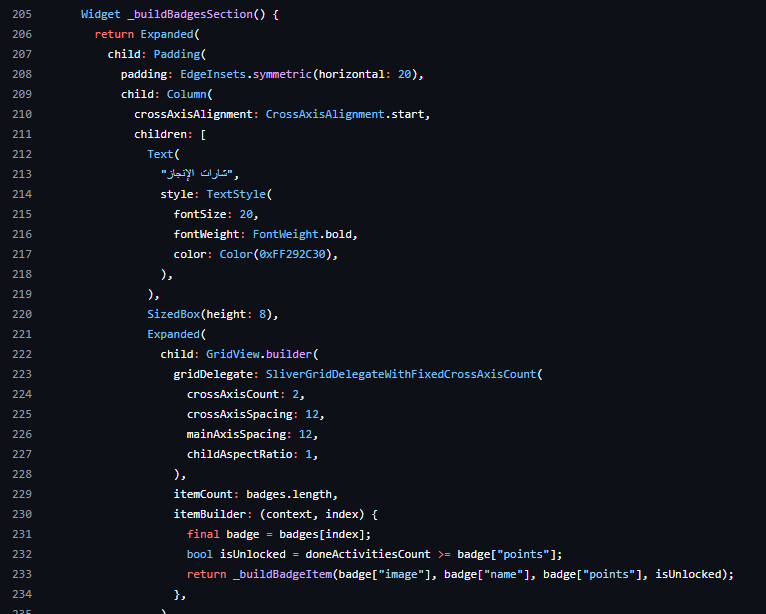 205 Widget _buildBadgesSection() {
206 return Expanded(
207 child: Padding(
208 padding: EdgeInsets.symmetric(horizontal: 20),
209 child: Column(
210 crossAxisAlignment: CrossAxisAlignment.start,
211 children: [
212 Text(
213 "شارات الإنجاز",
214 style: TextStyle(
215 fontSize: 20,
216 fontWeight: FontWeight.bold,
217 color: Color(0xFF292C30),
218 ),
219 ),
220 SizedBox(height: 8),
221 Expanded(
222 child: GridView.builder(
223 gridDelegate: SliverGridDelegateWithFixedCrossAxisCount(
224 crossAxisCount: 2,
225 crossAxisSpacing: 12,
226 mainAxisSpacing: 12,
227 childAspectRatio: 1,
228 ),
229 itemCount: badges.length,
230 itemBuilder: (context, index) {
231 final badge = badges[index];
232 bool isUnlocked = doneActivitiesCount >= badge["points"];
233 return _buildBadgeItem(badge["image"], badge["name"], badge["points"], isUnlocked);
234 },
235 )